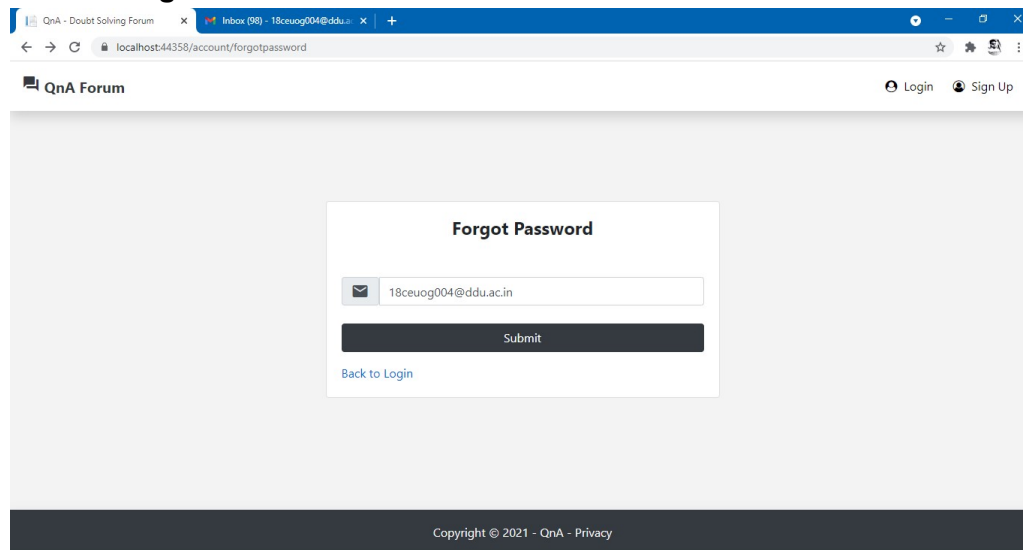 QnA - Doubt Solving Forum
Inbox (98) - 18ceuog004@ddu.ac
localhost:44358/account/forgotpassword
QnA Forum
Login Sign Up
Forgot Password
18ceuog004@ddu.ac.in
Submit
Back to Login
Copyright © 2021 - QnA - Privacy